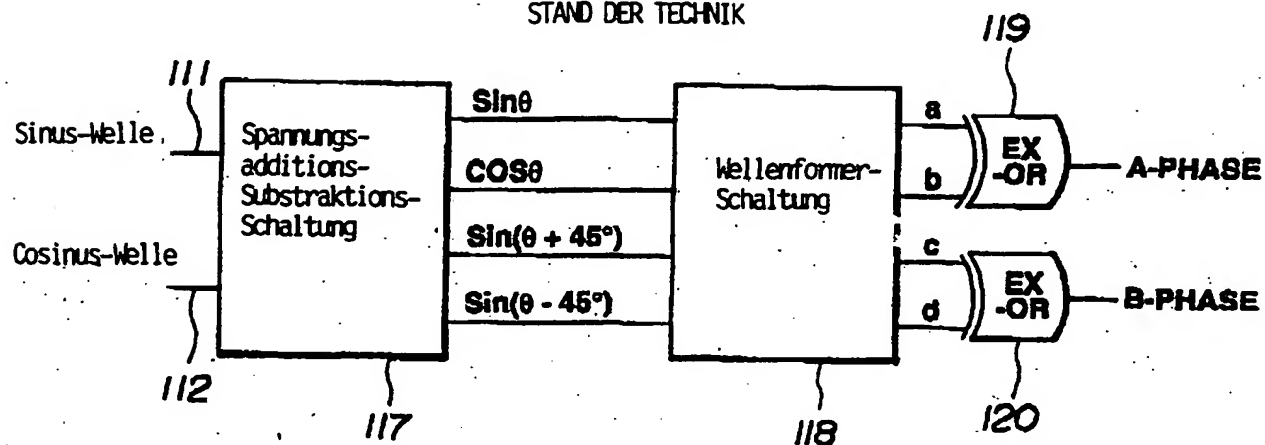 STAND DER TECHNIK
119
111
Sinus-Welle
Spannungs-
additions-
Substraktions-
Schaltung
Sinθ
COSθ
Sin(θ + 45°)
Sin(θ - 45°)
Wellenformer-
Schaltung
a
b
c
d
EX
-OR
A-PHASE
Cosinus-Welle
EX
-OR
B-PHASE
112
117
118
120